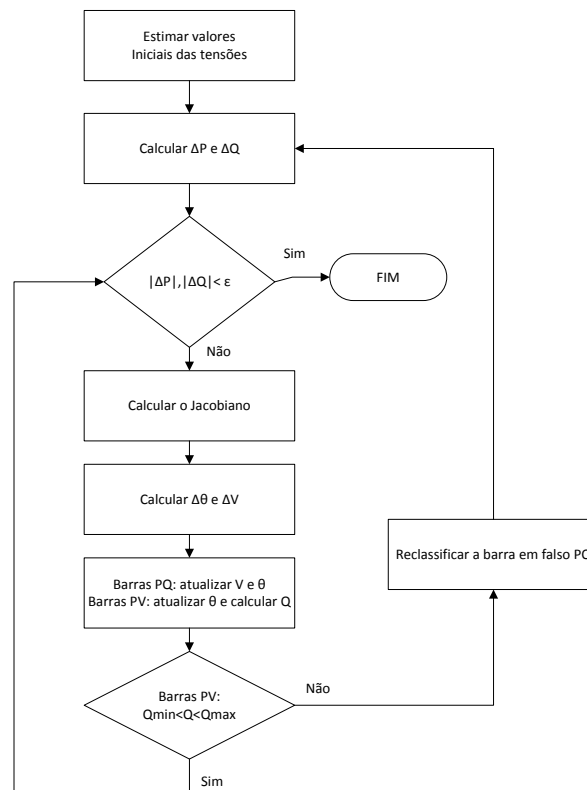 Estimar valores
Iniciais das tensões
Calcular ΔP e ΔQ
|ΔP|,|ΔQ|< ε
Sim
FIM
Não
Calcular o Jacobiano
Calcular Δθ e ΔV
Barras PQ: atualizar V e θ
Barras PV: atualizar θ e calcular Q
Reclassificar a barra em falso PQ
Barras PV:
Qmin<Q<Qmax
Não
Sim